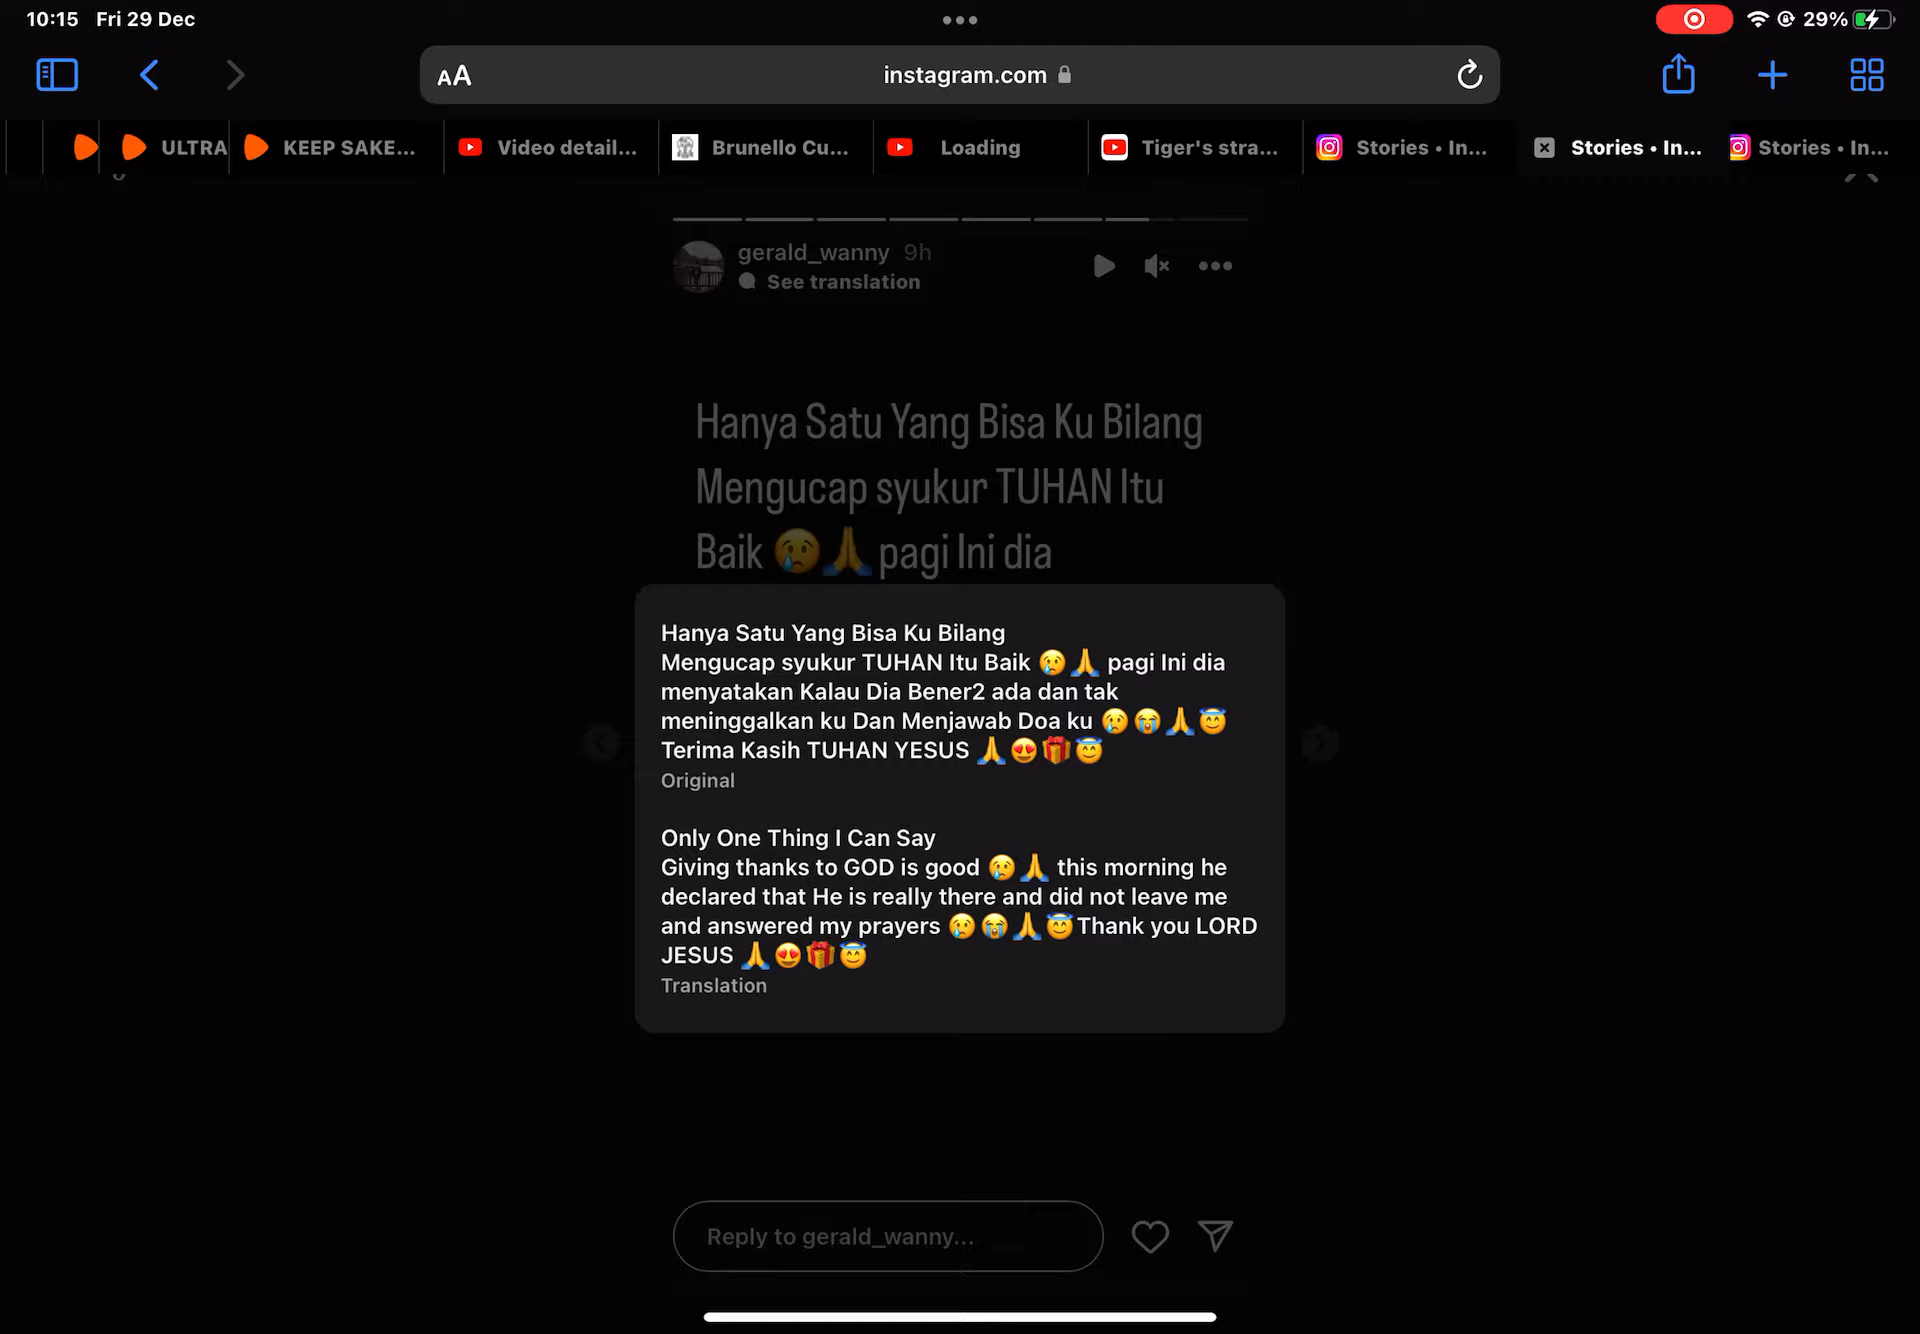 10:15 Fri 29 Dec
29%
AA
instagram.com
ULTRA
KEEP SAKE...
Video detail...
Brunello Cu...
Loading
Tiger's stra...
Stories • In...
Stories • In...
Stories • In...
gerald_wanny 9h
See translation
Hanya Satu Yang Bisa Ku Bilang
Mengucap syukur TUHAN Itu
Baik 😢🙏 pagi Ini dia
Hanya Satu Yang Bisa Ku Bilang
Mengucap syukur TUHAN Itu Baik 😢🙏 pagi Ini dia
menyatakan Kalau Dia Bener2 ada dan tak
meninggalkan ku Dan Menjawab Doa ku 😢😭🙏😇
Terima Kasih TUHAN YESUS 🙏😍🎁😇
Original
Only One Thing I Can Say
Giving thanks to GOD is good 😢🙏 this morning he
declared that He is really there and did not leave me
and answered my prayers 😢😭🙏😇Thank you LORD
JESUS 🙏😍🎁😇
Translation
Reply to gerald_wanny...